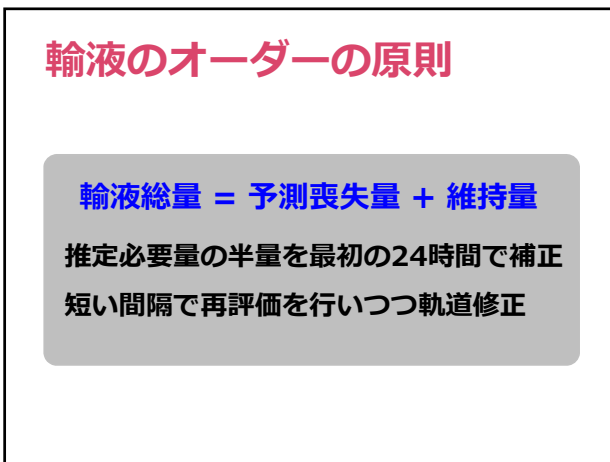 輸液のオーダーの原則
輸液総量 = 予測喪失量 + 維持量
推定必要量の半量を最初の24時間で補正
短い間隔で再評価を行いつつ軌道修正